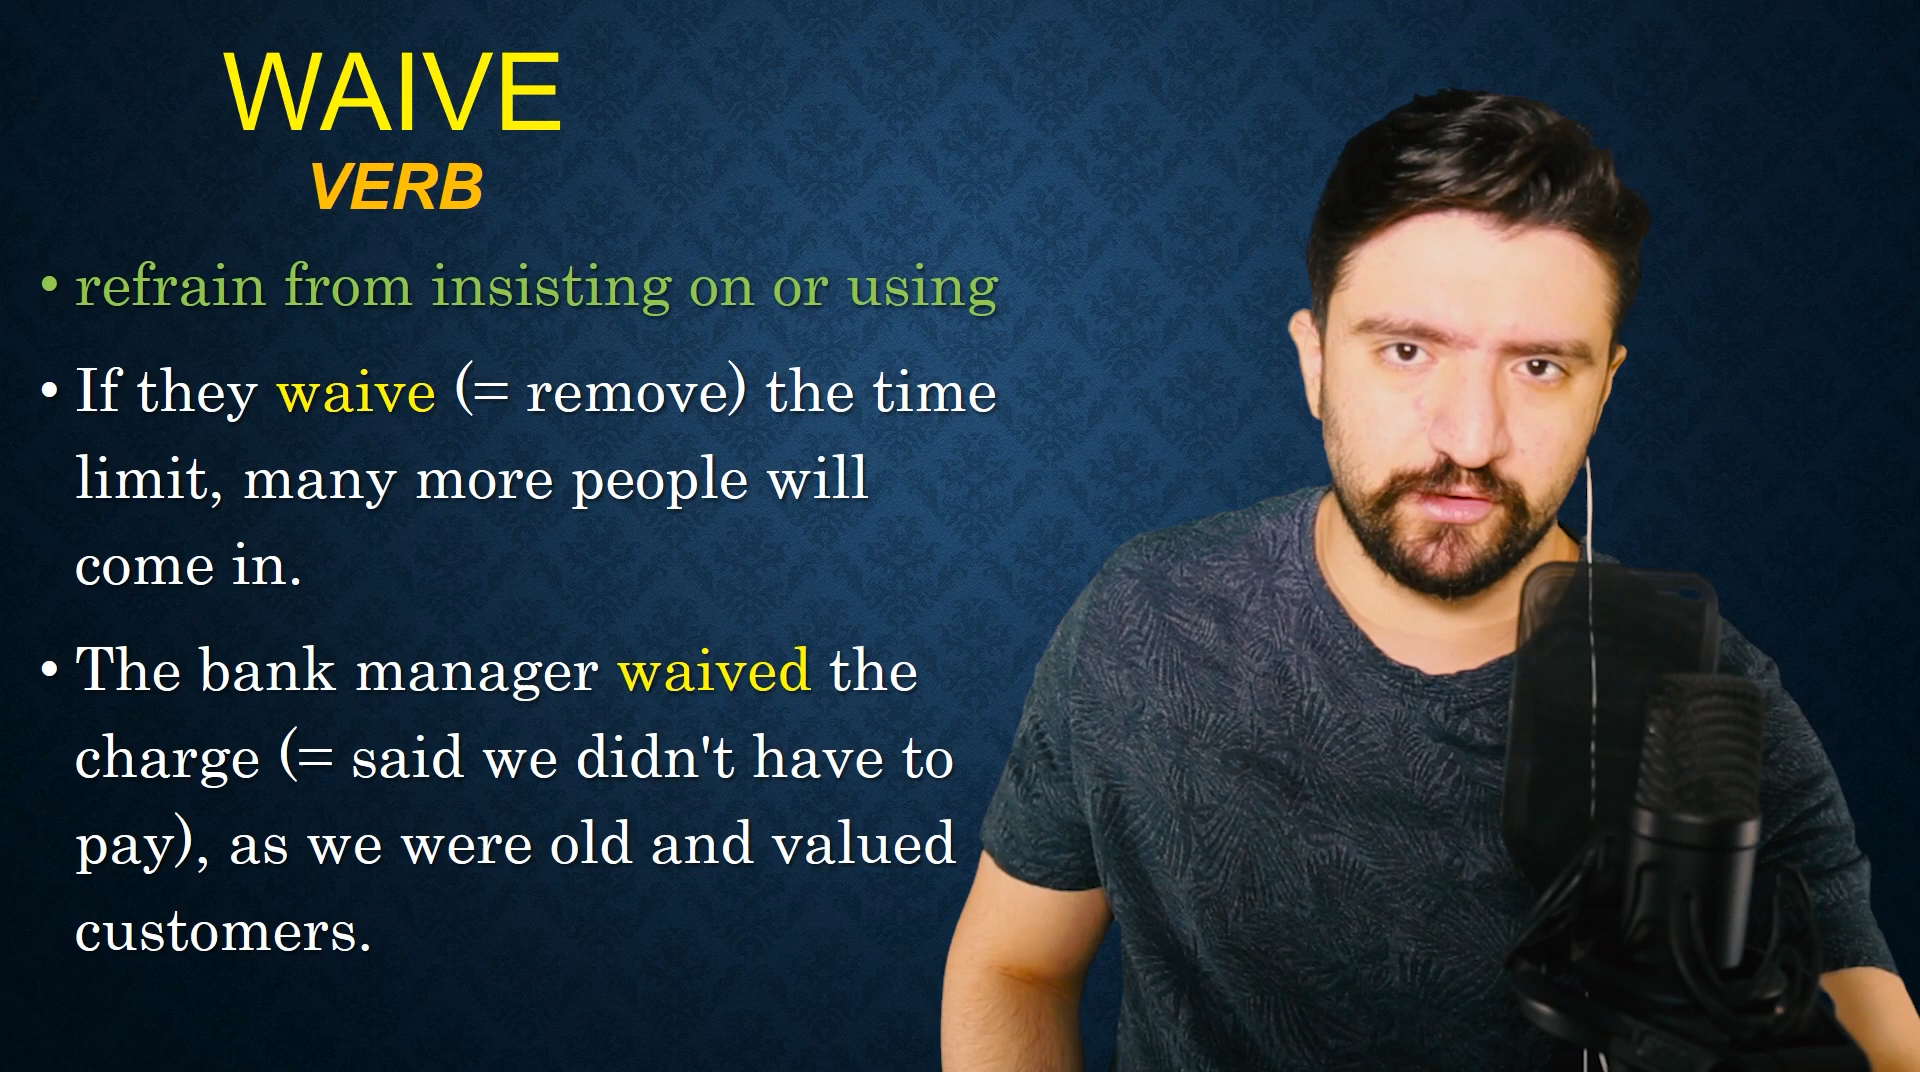 WAIVE
VERB
• refrain from insisting on or using
• If they waive (= remove) the time
limit, many more people will
come in.
• The bank manager waived the
charge (= said we didn't have to
pay), as we were old and valued
customers.